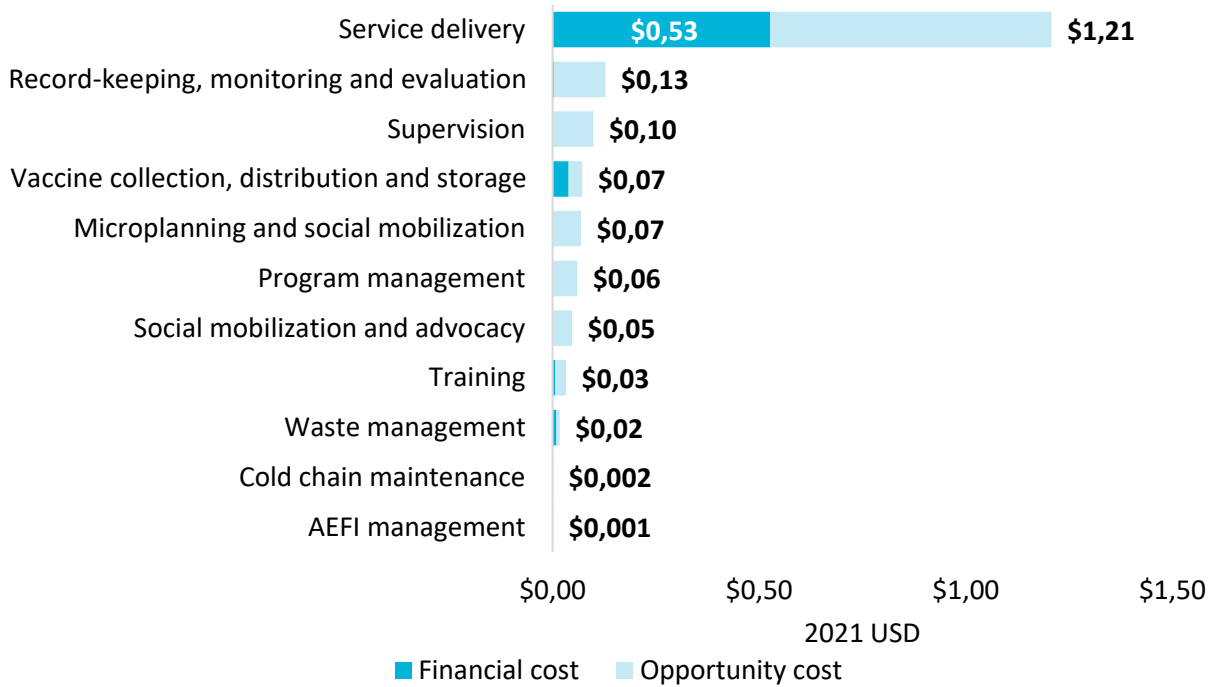 Service delivery $0,53 $1,21
Record-keeping, monitoring and evaluation $0,13
Supervision $0,10
Vaccine collection, distribution and storage $0,07
Microplanning and social mobilization $0,07
Program management $0,06
Social mobilization and advocacy $0,05
Training $0,03
Waste management $0,02
Cold chain maintenance $0,002
AEFI management $0,001
$0,00 $0,50 $1,00 $1,50
2021 USD
Financial cost Opportunity cost